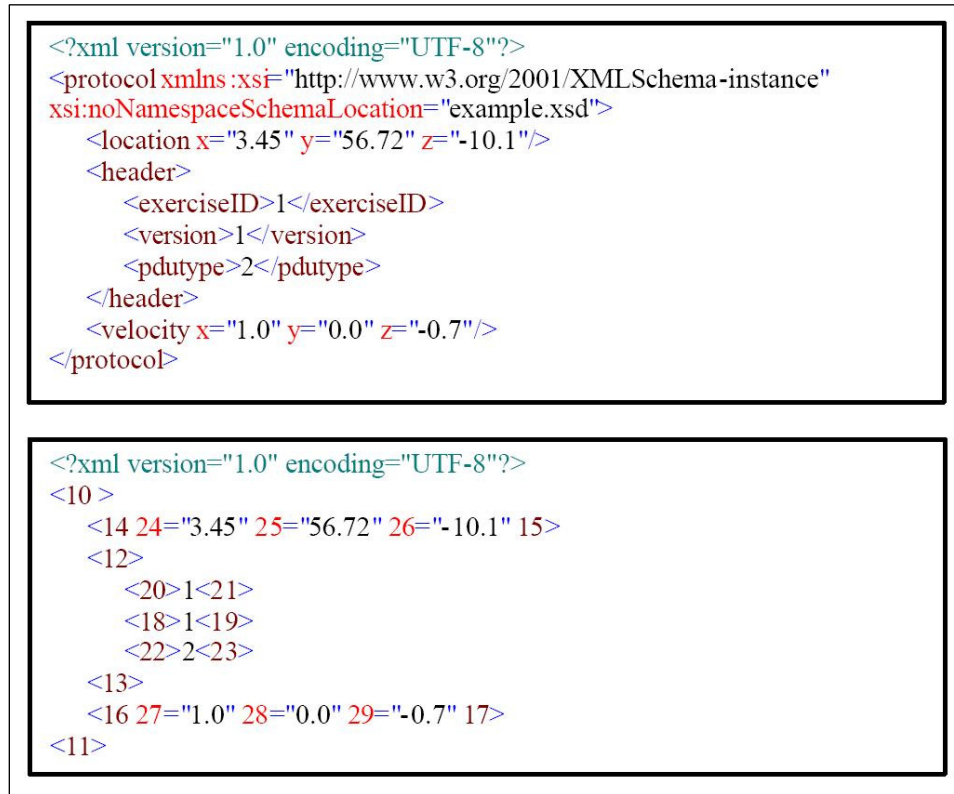 <?xml version="1.0" encoding="UTF-8"?>
<protocol xmlns:xsi="http://www.w3.org/2001/XMLSchema-instance"
xsi:noNamespaceSchemaLocation="example.xsd">
<location x="3.45" y="56.72" z="-10.1"/>
<header>
<exerciseID>1</exerciseID>
<version>1</version>
<pdutype>2</pdutype>
</header>
<velocity x="1.0" y="0.0" z="-0.7"/>
</protocol>
<?xml version="1.0" encoding="UTF-8"?>
<10 >
<14 24="3.45" 25="56.72" 26="-10.1" 15>
<12>
<20>1<21>
<18>1<19>
<22>2<23>
<13>
<16 27="1.0" 28="0.0" 29="-0.7" 17>
<11>